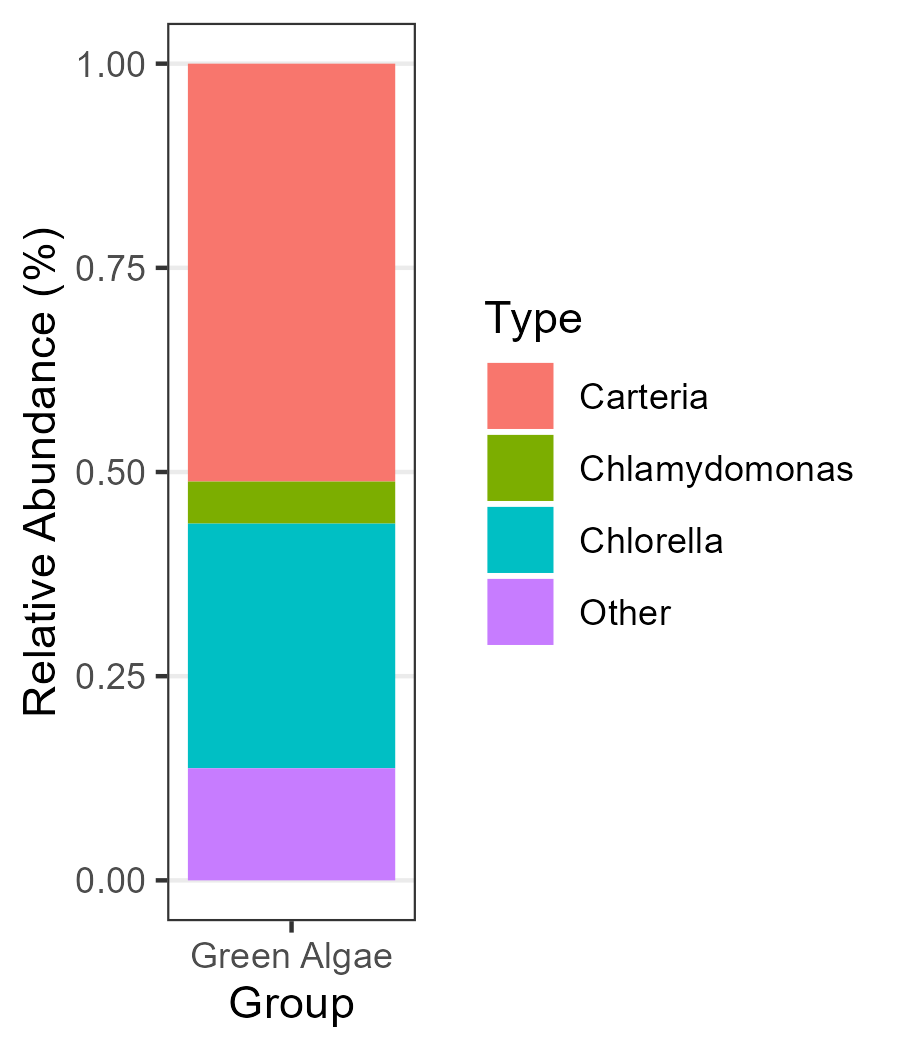 1.00
0.75
0.50
0.25
0.00
Relative Abundance (%)
Green Algae
Group
Type
Carteria
Chlamydomonas
Chlorella
Other